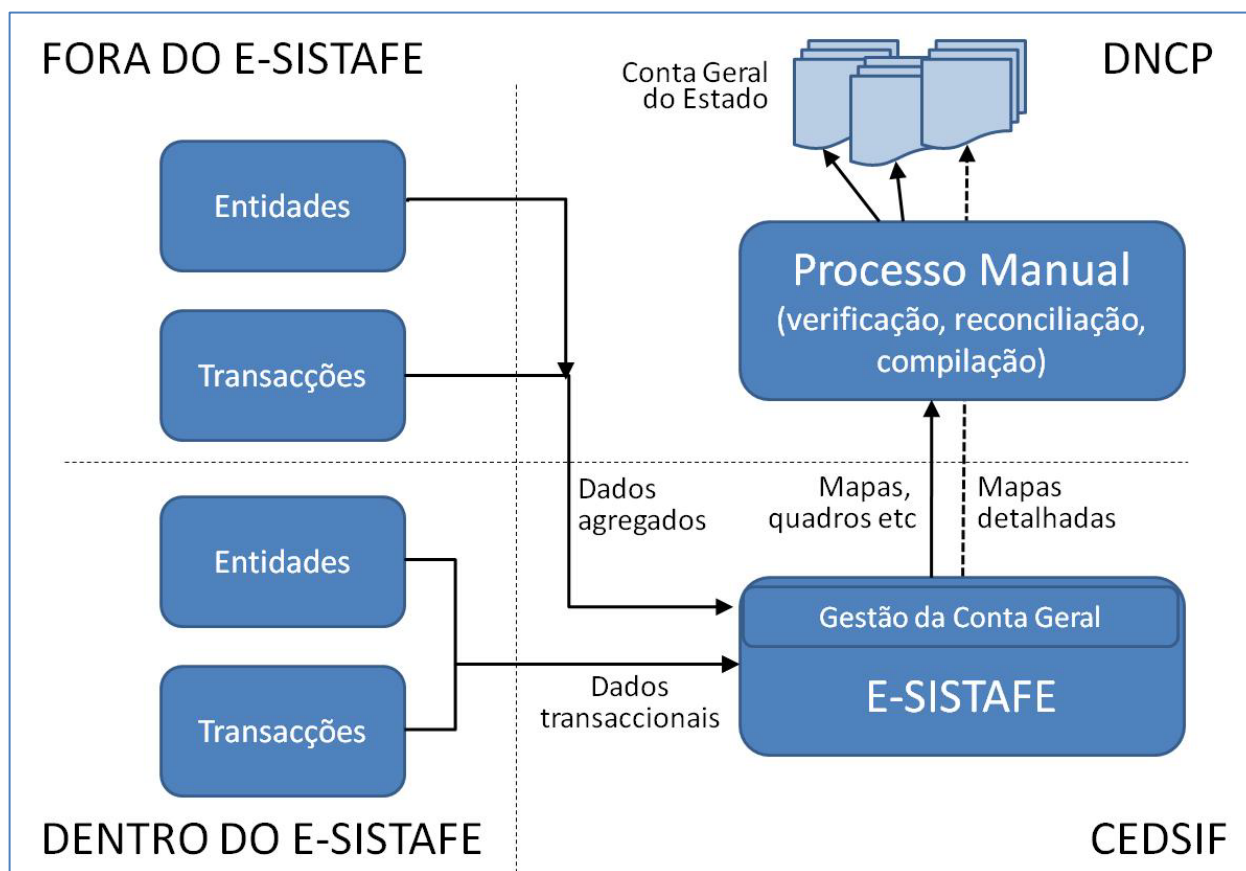 FORA DO E-SISTAFE
DNCP
Conta Geral
do Estado
Entidades
Transacções
Processo Manual
(verificação, reconciliação,
compilação)
Dados
agregados
Mapas,
quadros etc
Mapas
detalhadas
Entidades
Transacções
Dados
transaccionais
Gestão da Conta Geral
E-SISTAFE
DENTRO DO E-SISTAFE
CEDSIF